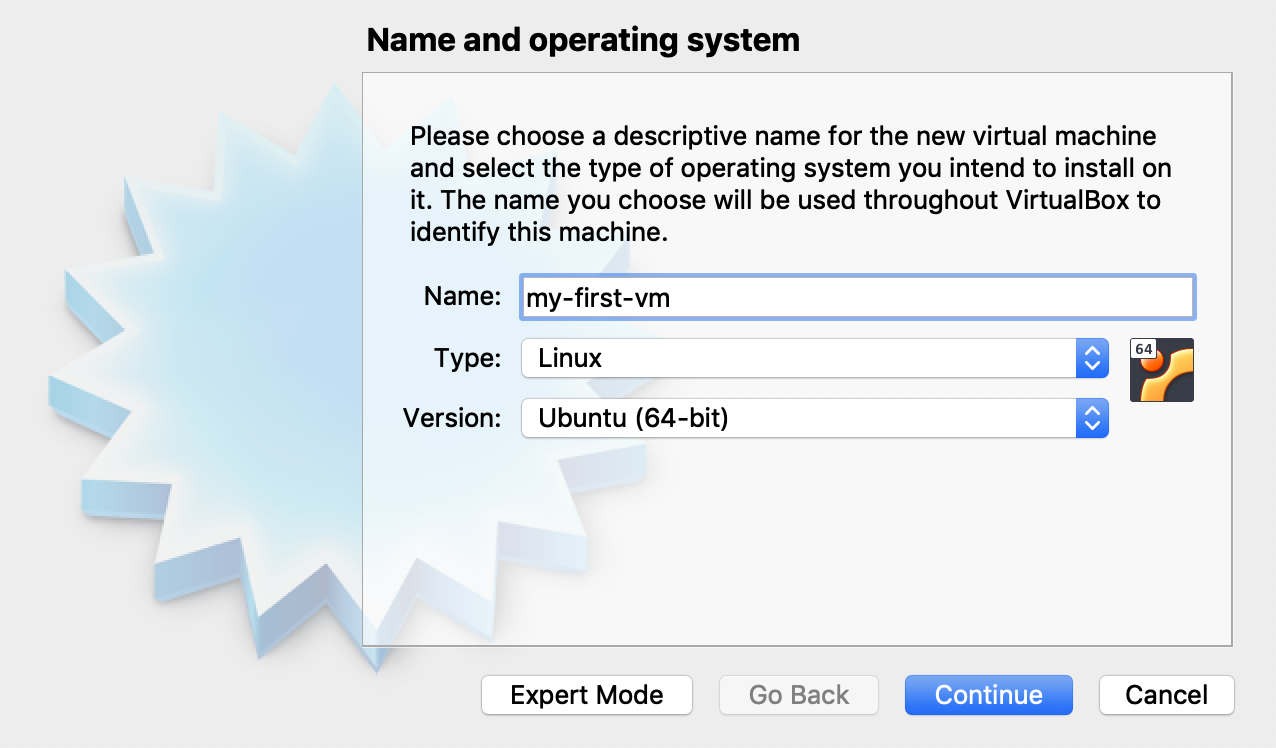 Name and operating system
Please choose a descriptive name for the new virtual machine
and select the type of operating system you intend to install on
it. The name you choose will be used throughout VirtualBox to
identify this machine.
Name: my-first-vm
Type: Linux
64
Version: Ubuntu (64-bit)
Expert Mode Go Back Continue Cancel